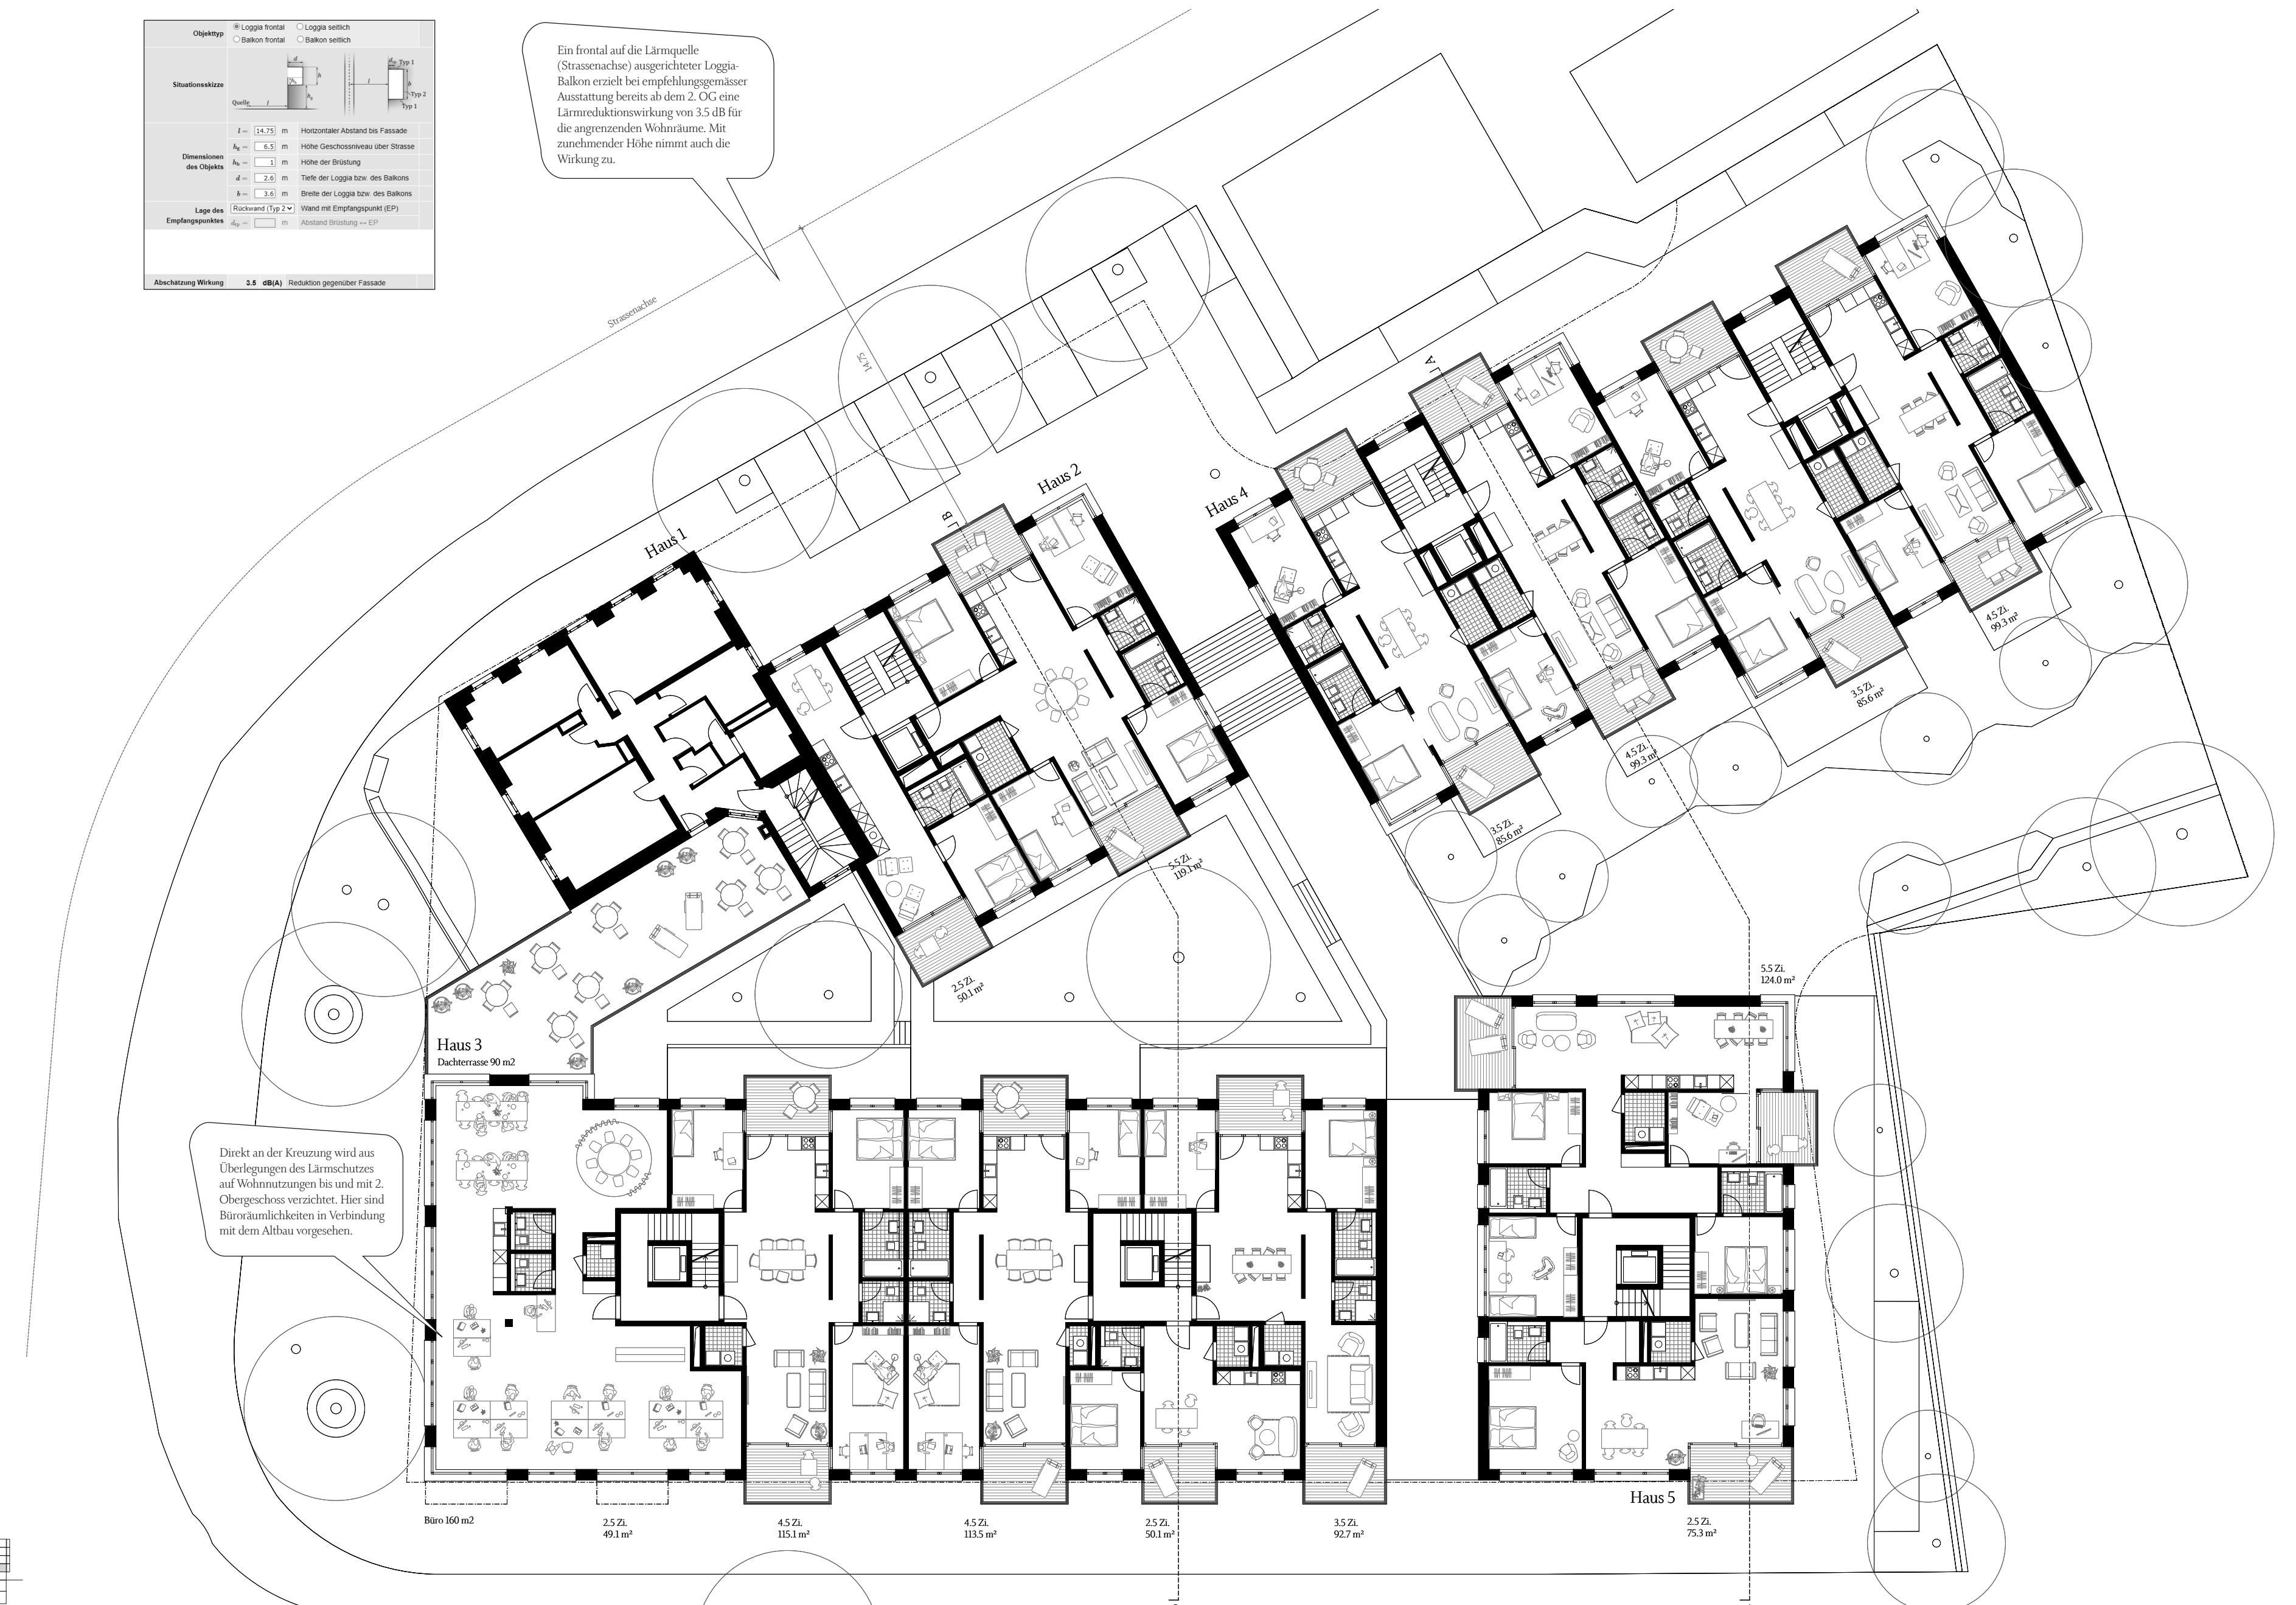 Objekttyp
Loggia frontal Loggia seitlich
Balkon frontal Balkon seitlich
Situationsskizze
d
h
Quelle l
l
Typ 1
b
Typ 2
Typ 1
Dimensionen
des Objekts
l = 14.75 m Horizontaler Abstand bis Fassade
hg = 6.5 m Höhe Geschossniveau über Strasse
hb = 1 m Höhe der Brüstung
d = 2.6 m Tiefe der Loggia bzw. des Balkons
b = 3.6 m Breite der Loggia bzw. des Balkons
Lage des
Empfangspunktes
Rückwand (Typ 2 Wand mit Empfangspunkt (EP)
m Abstand Brüstung ↔ EP
Abschätzung Wirkung 3.5 dB(A) Reduktion gegenüber Fassade
Ein frontal auf die Lärmquelle
(Strassenachse) ausgerichteter Loggia-
Balkon erzielt bei empfehlungsgemässer
Ausstattung bereits ab dem 2. OG eine
Lärmreduktionswirkung von 3.5 dB für
die angrenzenden Wohnräume. Mit
zunehmender Höhe nimmt auch die
Wirkung zu.
Strassenachse
14.75
A
B
Haus 1
Haus 2
Haus 4
4.5 Zi.
99.3 m²
3.5 Zi.
85.6 m²
4.5 Zi.
99.3 m²
3.5 Zi.
85.6 m²
5.5 Zi.
119.1 m²
2.5 Zi.
50.1 m²
5.5 Zi.
124.0 m²
Haus 3
Dachterrasse 90 m2
Direkt an der Kreuzung wird aus
Überlegungen des Lärmschutzes
auf Wohnnutzungen bis und mit 2.
Obergeschoss verzichtet. Hier sind
Büroräumlichkeiten in Verbindung
mit dem Altbau vorgesehen.
Haus 5
Büro 160 m2
2.5 Zi.
49.1 m²
4.5 Zi.
115.1 m²
4.5 Zi.
113.5 m²
2.5 Zi.
50.1 m²
3.5 Zi.
92.7 m²
2.5 Zi.
75.3 m²